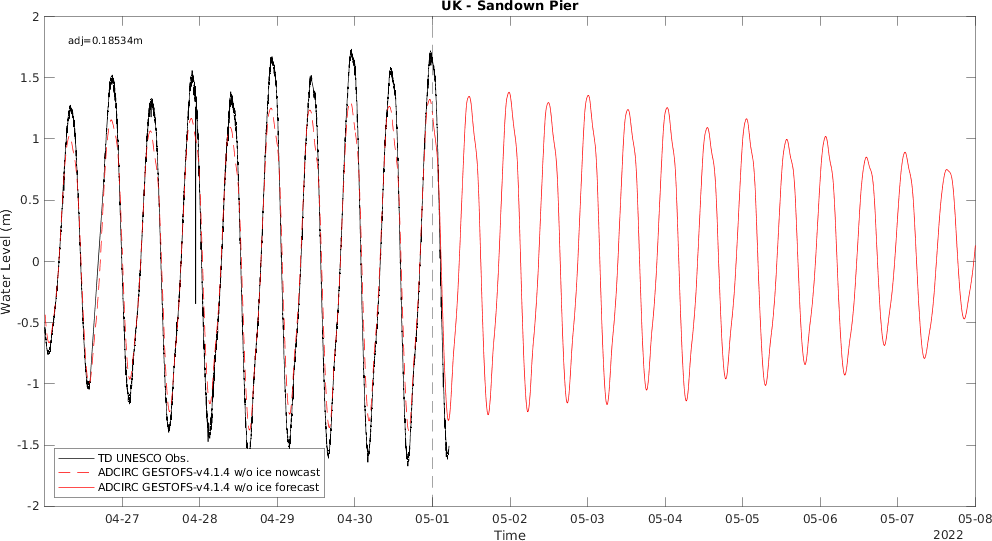 UK - Sandown Pier
adj=0.18534m
2
1.5
1
0.5
0
-0.5
-1
-1.5
-2
Water Level (m)
TD UNESCO Obs.
ADCIRC GESTOFS-v4.1.4 w/o ice nowcast
ADCIRC GESTOFS-v4.1.4 w/o ice forecast
04-27 04-28 04-29 04-30 05-01 05-02 05-03 05-04 05-05 05-06 05-07 05-08
Time
2022